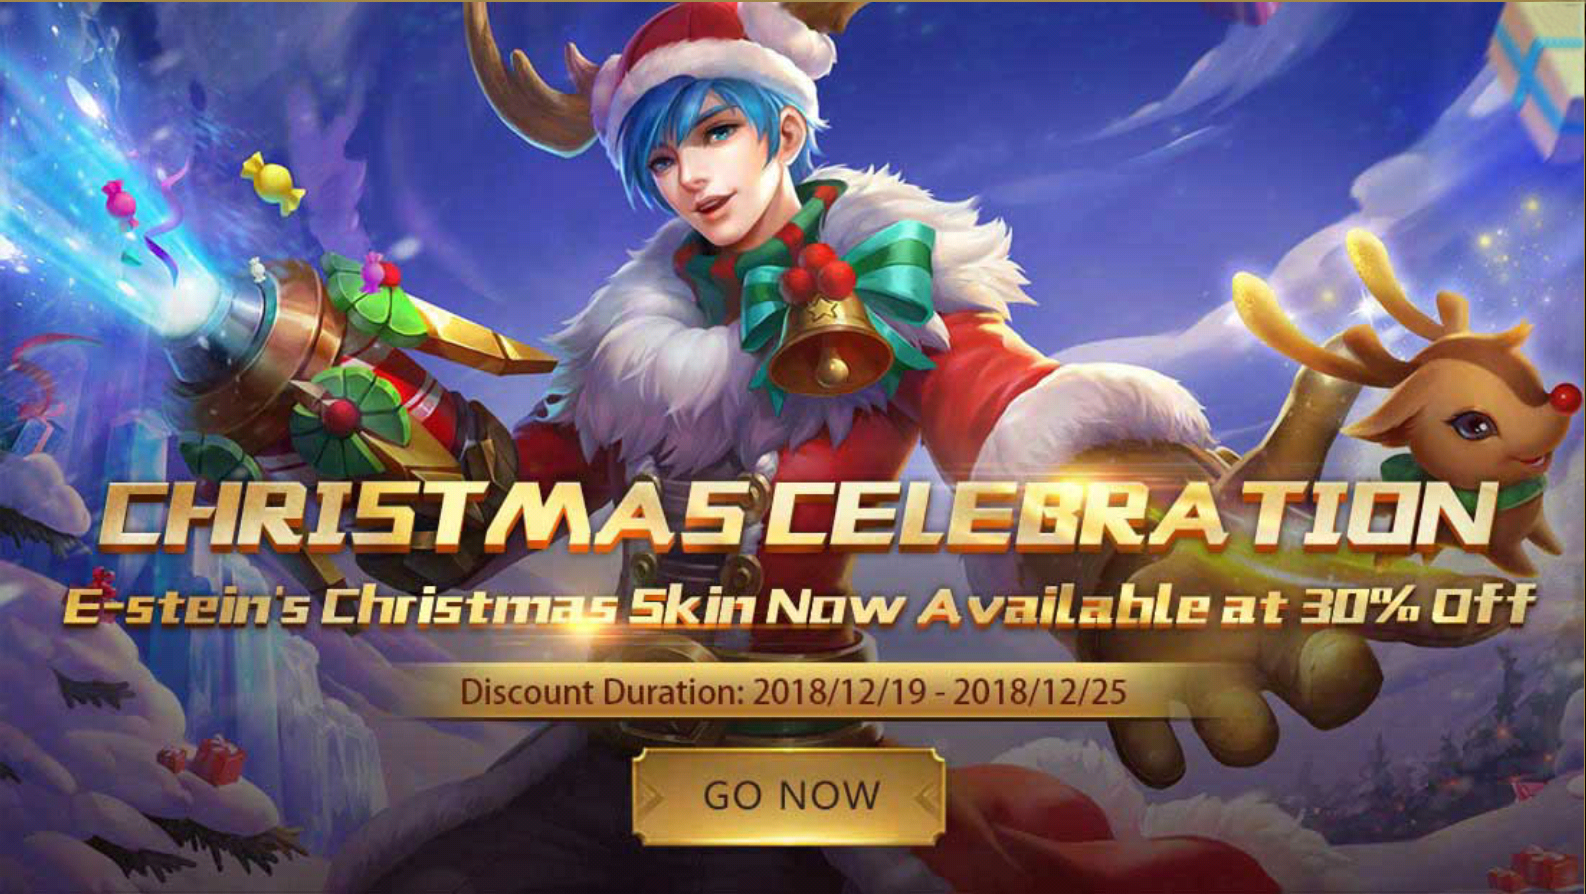 CHRISTMAS CELEBRATION
E-stein's Christmas Skin Now Available at 30% Off
Discount Duration: 2018/12/19 - 2018/12/25
GO NOW